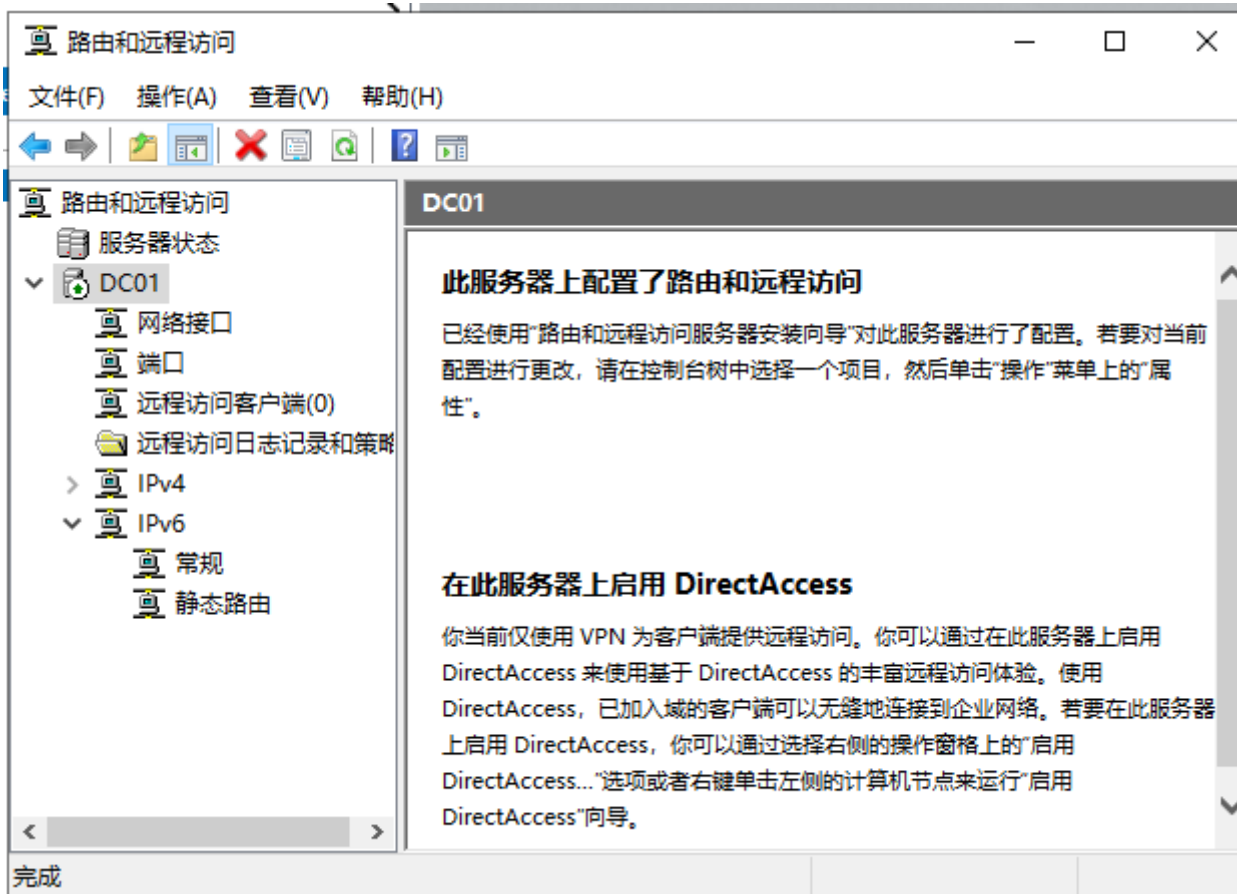 路由和远程访问
文件(F) 操作(A) 查看(V) 帮助(H)
路由和远程访问
服务器状态
DC01
网络接口
端口
远程访问客户端(0)
远程访问日志记录和策略
IPv4
IPv6
常规
静态路由
DC01
此服务器上配置了路由和远程访问
已经使用“路由和远程访问服务器安装向导”对此服务器进行了配置。若要对当前
配置进行更改，请在控制台树中选择一个项目，然后单击“操作”菜单上的“属
性”。
在此服务器上启用 DirectAccess
你当前仅使用 VPN 为客户端提供远程访问。你可以通过在此服务器上启用
DirectAccess 来使用基于 DirectAccess 的丰富远程访问体验。使用
DirectAccess，已加入域的客户端可以无缝地连接到企业网络。若要在此服务器
上启用 DirectAccess，你可以通过选择右侧的操作窗格上的“启用
DirectAccess...”选项或者右键单击左侧的计算机节点来运行“启用
DirectAccess”向导。
完成